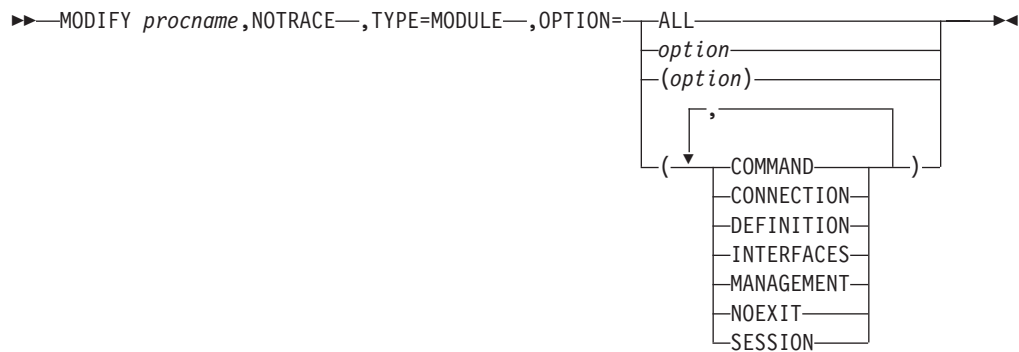 ►►—MODIFY procname,NOTRACE—,TYPE=MODULE—,OPTION=—ALL—►◄
option
(option)
,
(—COMMAND—)
CONNECTION
DEFINITION
INTERFACES
MANAGEMENT
NOEXIT
SESSION